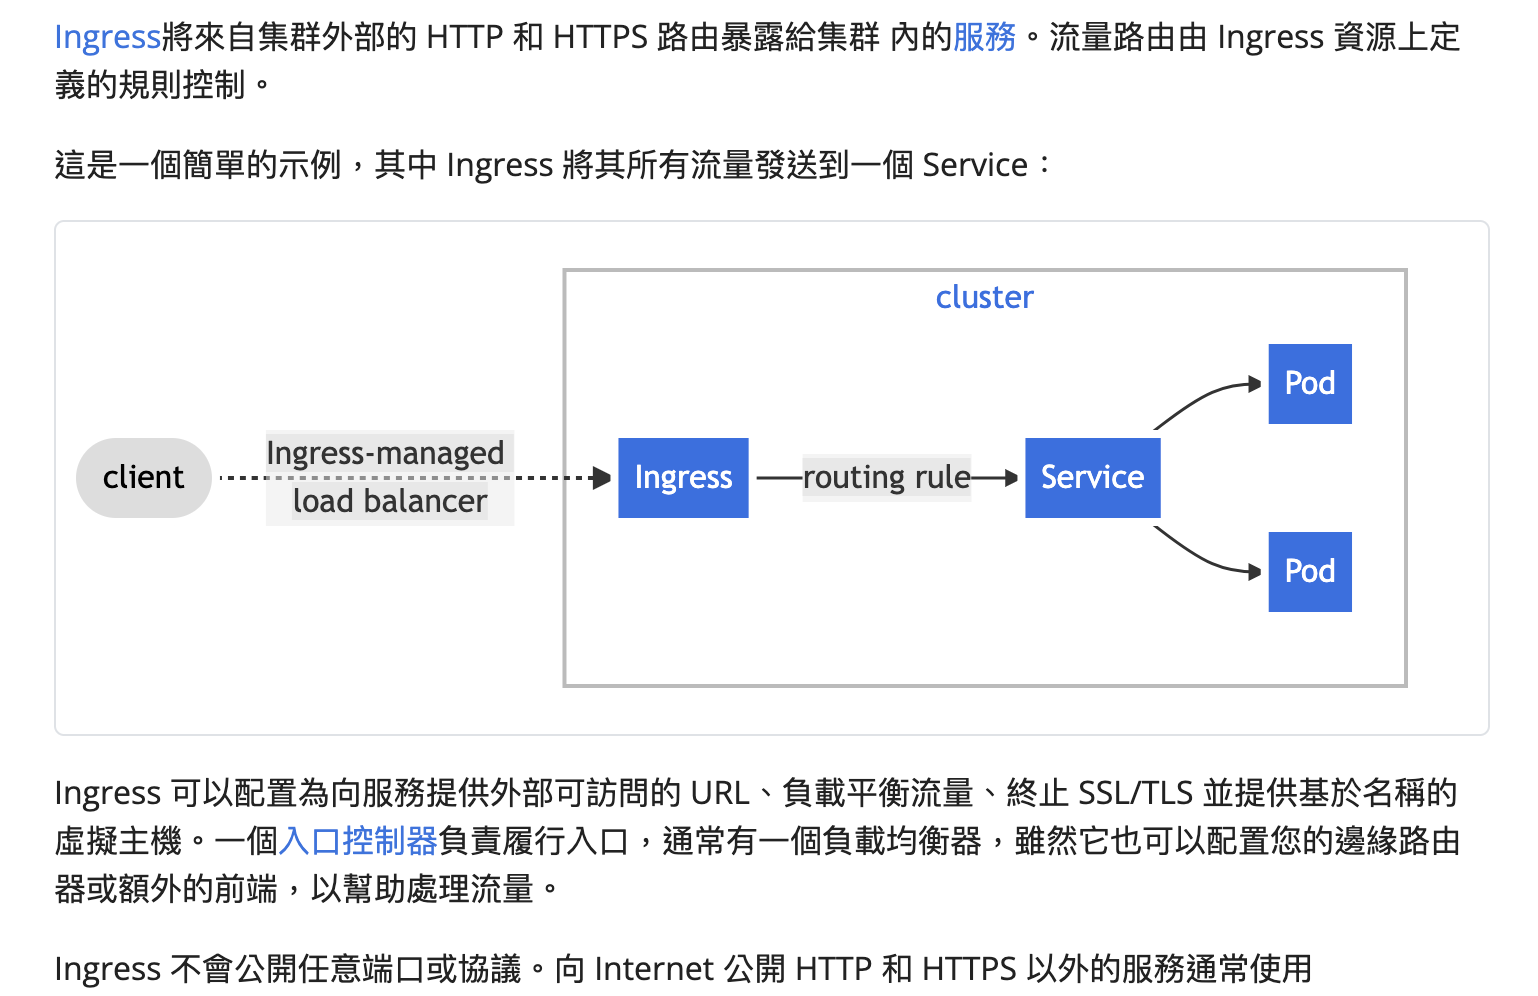 Ingress將來自集群外部的 HTTP 和 HTTPS 路由暴露給集群 內的服務。流量路由由 Ingress 資源上定
義的規則控制。
這是一個簡單的示例，其中 Ingress 將其所有流量發送到一個 Service：
cluster
Pod
client
Ingress-managed
load balancer
Ingress
routing rule
Service
Pod
Ingress 可以配置為向服務提供外部可訪問的 URL、負載平衡流量、終止 SSL/TLS 並提供基於名稱的
虛擬主機。一個入口控制器負責履行入口，通常有一個負載均衡器，雖然它也可以配置您的邊緣路由
器或額外的前端，以幫助處理流量。
Ingress 不會公開任意端口或協議。向 Internet 公開 HTTP 和 HTTPS 以外的服務通常使用